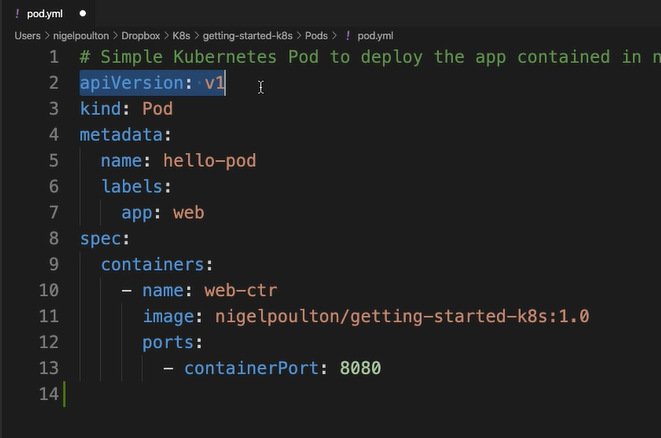 ! pod.yml ●
Users > nigelpoulton > Dropbox > K8s > getting-started-k8s > Pods > ! pod.yml
1 # Simple Kubernetes Pod to deploy the app contained in
2 apiVersion: v1
3 kind: Pod
4 metadata:
5   name: hello-pod
6   labels:
7     app: web
8 spec:
9   containers:
10     - name: web-ctr
11       image: nigelpoulton/getting-started-k8s:1.0
12       ports:
13         - containerPort: 8080
14